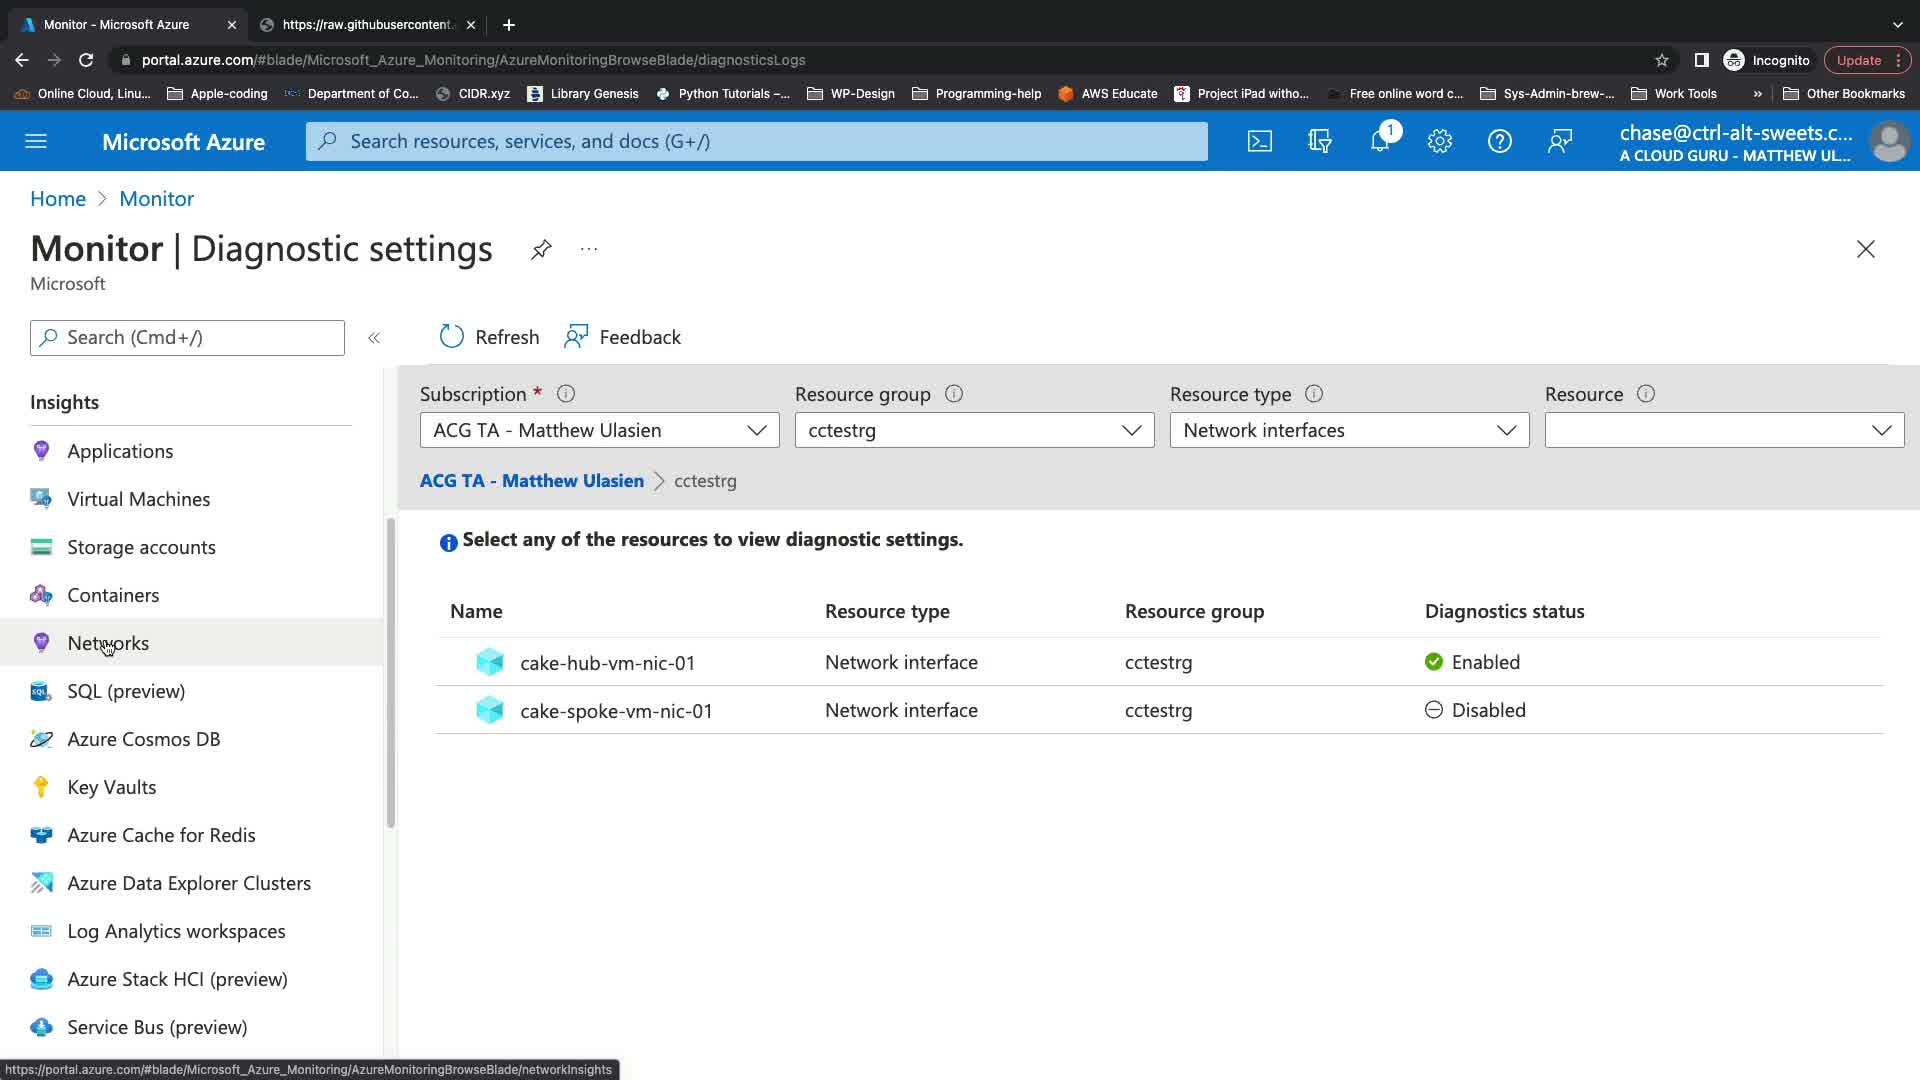 Monitor - Microsoft Azure
https://raw.githubusercontent.
portal.azure.com/#blade/Microsoft_Azure_Monitoring/AzureMonitoringBrowseBlade/diagnosticsLogs
Incognito
Update
Online Cloud, Linu...
Apple-coding
Department of Co...
CIDR.xyz
Library Genesis
Python Tutorials –...
WP-Design
Programming-help
AWS Educate
Project iPad witho...
Free online word c...
Sys-Admin-brew-...
Work Tools
»
Other Bookmarks
Microsoft Azure
Search resources, services, and docs (G+/)
1
chase@ctrl-alt-sweets.c...
A CLOUD GURU - MATTHEW UL...
Home > Monitor
Monitor | Diagnostic settings
...
Microsoft
Search (Cmd+/)
«
Refresh
Feedback
Insights
Applications
Virtual Machines
Storage accounts
Containers
Networks
SQL (preview)
Azure Cosmos DB
Key Vaults
Azure Cache for Redis
Azure Data Explorer Clusters
Log Analytics workspaces
Azure Stack HCI (preview)
Service Bus (preview)
Subscription *
Resource group
Resource type
Resource
ACG TA - Matthew Ulasien
cctestrg
Network interfaces
ACG TA - Matthew Ulasien > cctestrg
Select any of the resources to view diagnostic settings.
Name Resource type Resource group Diagnostics status
cake-hub-vm-nic-01 Network interface cctestrg Enabled
cake-spoke-vm-nic-01 Network interface cctestrg Disabled
https://portal.azure.com/#blade/Microsoft_Azure_Monitoring/AzureMonitoringBrowseBlade/networkInsights